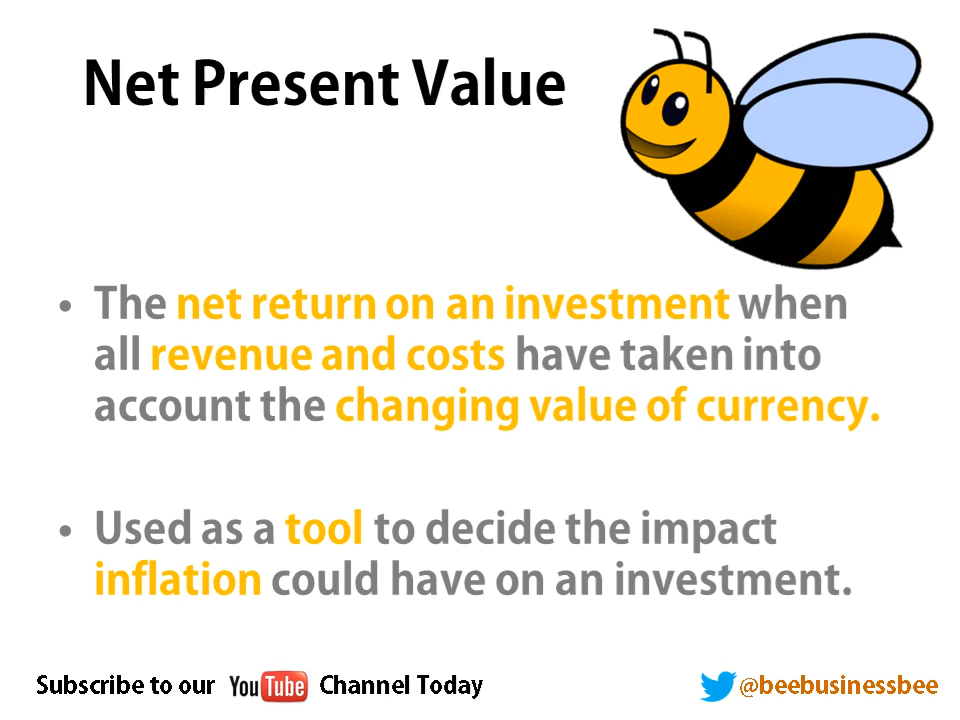 Net Present Value
• The net return on an investment when
all revenue and costs have taken into
account the changing value of currency.
• Used as a tool to decide the impact
inflation could have on an investment.
Subscribe to our YouTube Channel Today
@beebusinessbee